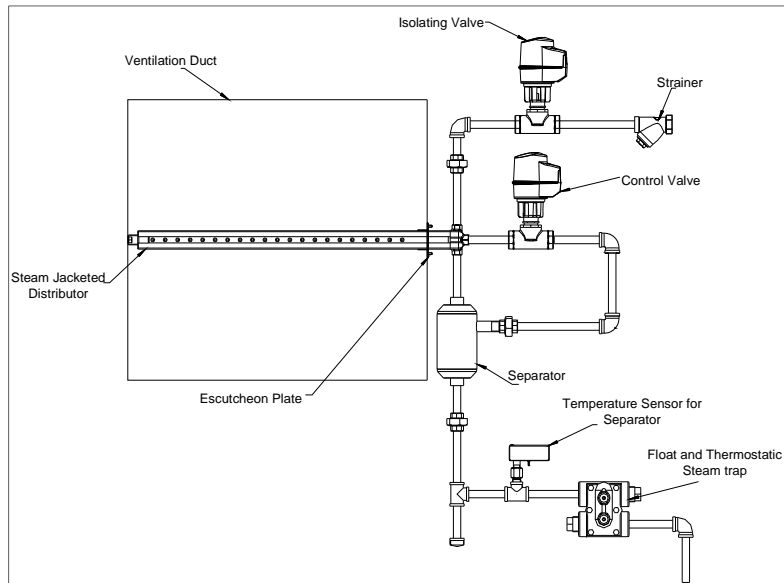 Isolating Valve
Ventilation Duct
Strainer
Control Valve
Steam Jacketed
Distributor
Escutcheon Plate
Separator
Temperature Sensor for
Separator
Float and Thermostatic
Steam trap